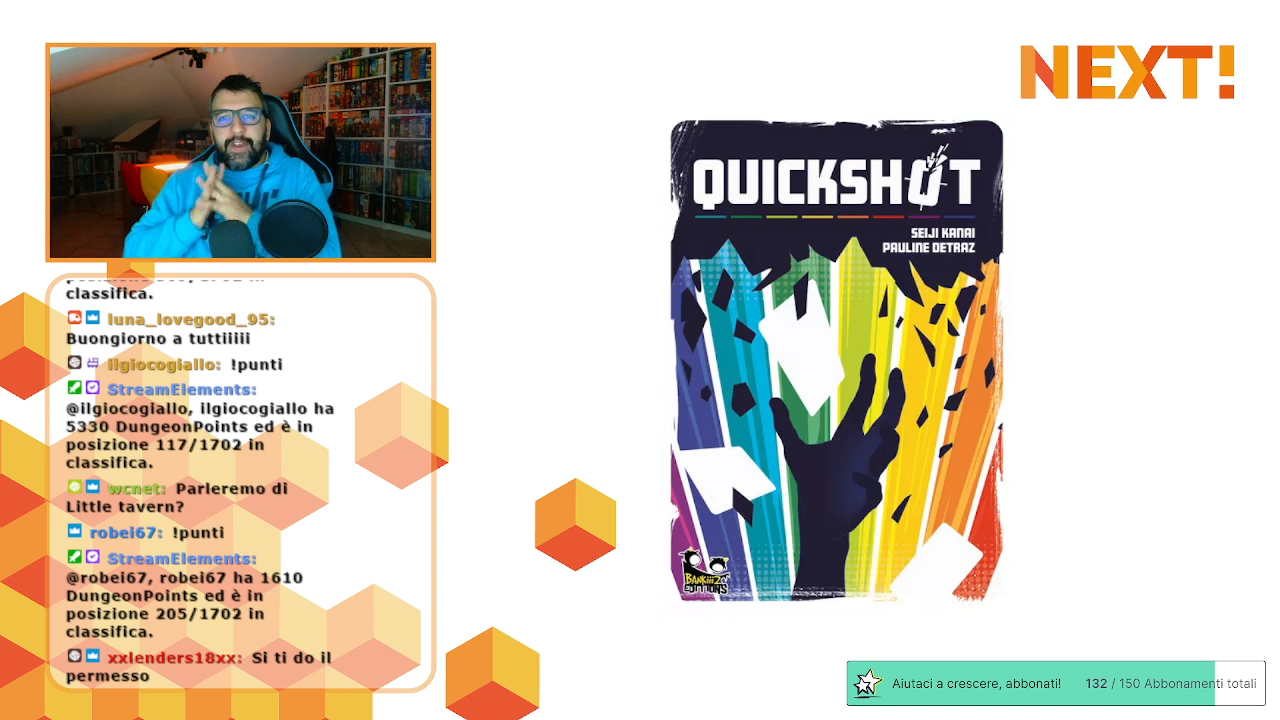 NEXT!
QUICKSHOT
SEIJI KANAI
PAULINE DETRAZ
BANKIIIZ
EDITIONS
classifica.
luna_lovegood_95:
Buongiorno a tuttiiiii
ilgiocogiallo: !punti
StreamElements:
@ilgiocogiallo, ilgiocogiallo ha
5330 DungeonPoints ed è in
posizione 117/1702 in
classifica.
wcnet: Parleremo di
Little tavern?
robei67: !punti
StreamElements:
@robei67, robei67 ha 1610
DungeonPoints ed è in
posizione 205/1702 in
classifica.
xxlenders18xx: Si ti do il
permesso
Aiutaci a crescere, abbonati! 132 / 150 Abbonamenti totali